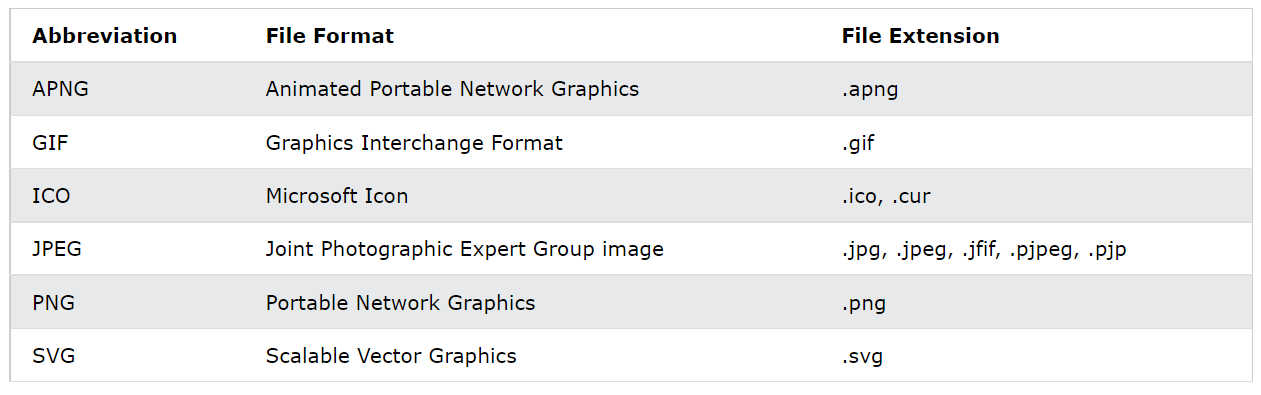 Abbreviation File Format File Extension
APNG Animated Portable Network Graphics .apng
GIF Graphics Interchange Format .gif
ICO Microsoft Icon .ico, .cur
JPEG Joint Photographic Expert Group image .jpg, .jpeg, .jfif, .pjpeg, .pjp
PNG Portable Network Graphics .png
SVG Scalable Vector Graphics .svg